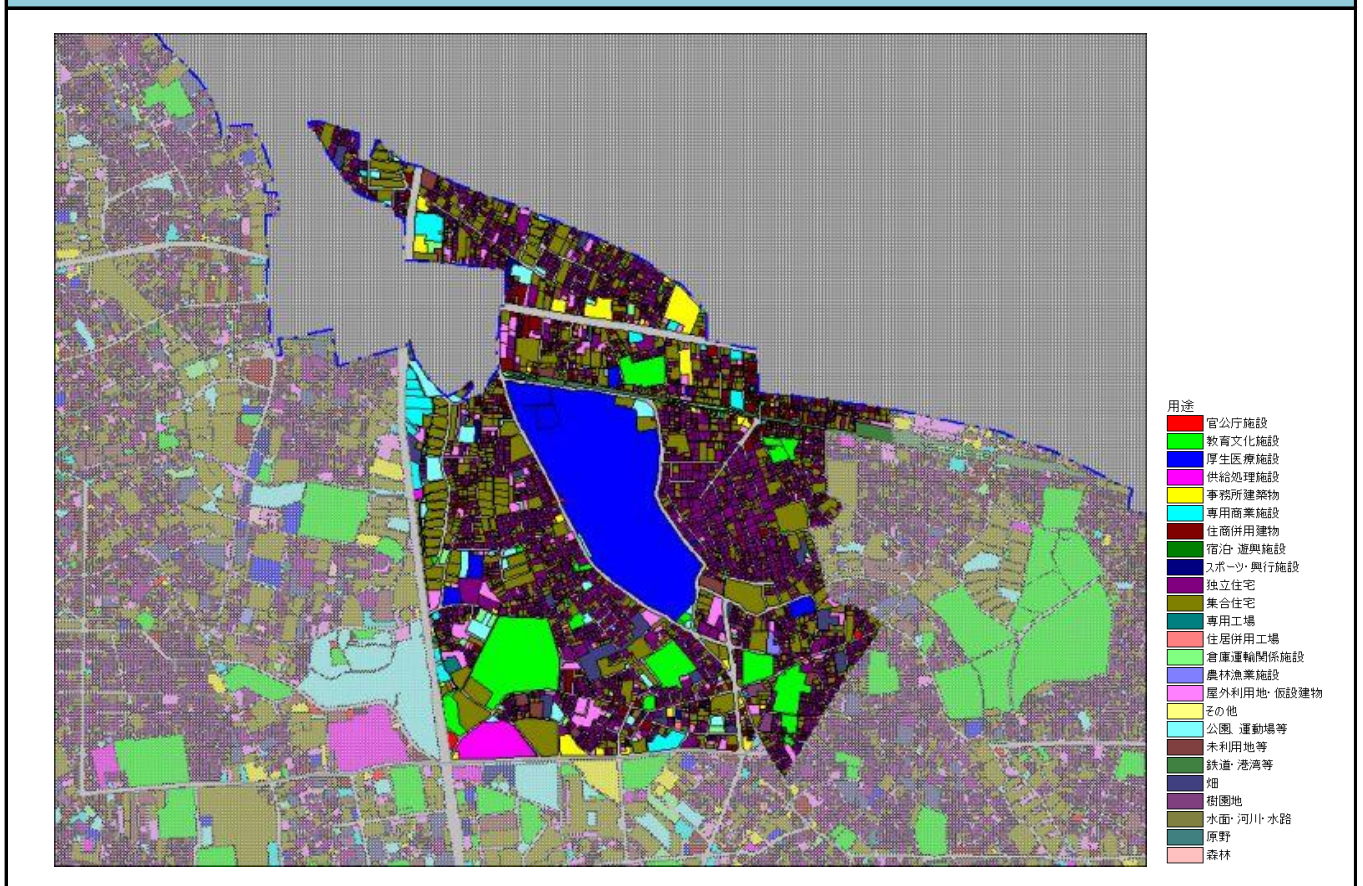 用途
官公庁施設
教育文化施設
厚生医療施設
供給処理施設
事務所建築物
専用商業施設
住商併用建物
宿泊・遊興施設
スポーツ・興行施設
独立住宅
集合住宅
専用工場
住居併用工場
倉庫運輸関係施設
農林漁業施設
屋外利用地・仮設建物
その他
公園、運動場等
未利用地等
鉄道・港湾等
畑
樹園地
水面・河川・水路
原野
森林